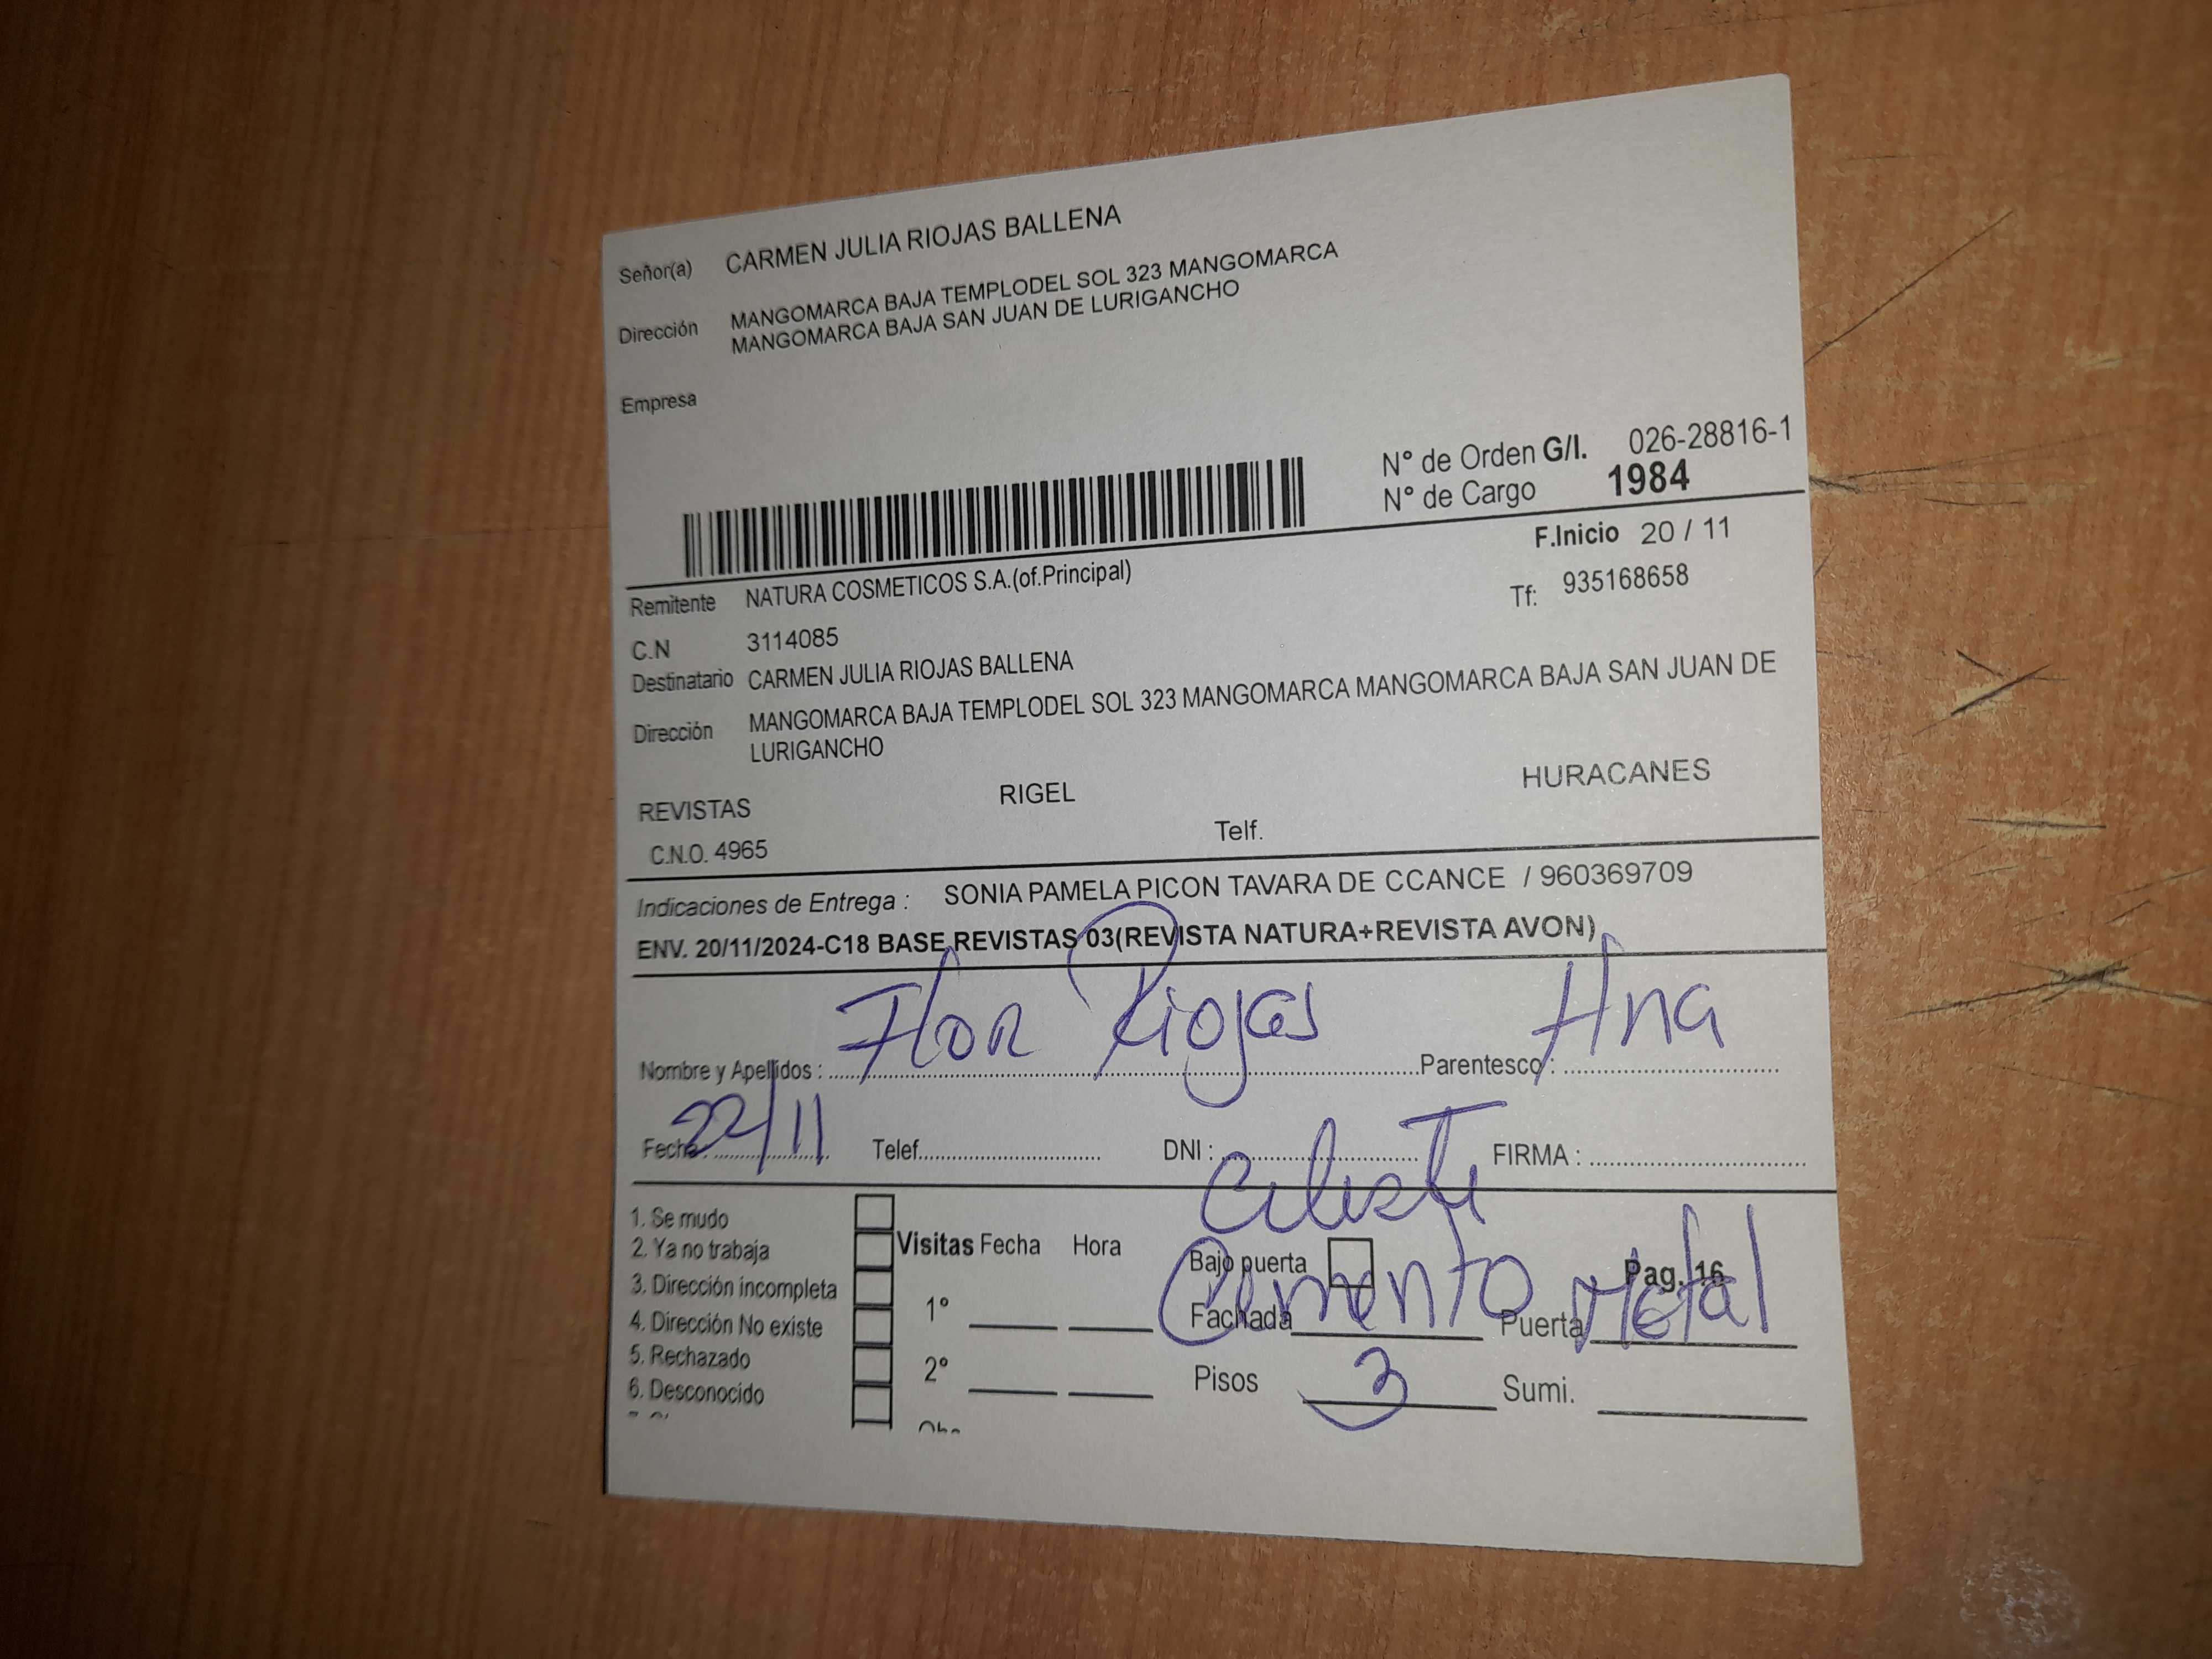 Señor(a) CARMEN JULIA RIOJAS BALLENA
Dirección MANGOMARCA BAJA TEMPLODEL SOL 323 MANGOMARCA
MANGOMARCA BAJA SAN JUAN DE LURIGANCHO
Empresa
N° de Orden G/I. 026-28816-1
N° de Cargo 1984
F.Inicio 20 / 11
Remitente NATURA COSMETICOS S.A.(of.Principal) Tf: 935168658
C.N 3114085
Destinatario CARMEN JULIA RIOJAS BALLENA
Dirección MANGOMARCA BAJA TEMPLODEL SOL 323 MANGOMARCA MANGOMARCA BAJA SAN JUAN DE
LURIGANCHO
REVISTAS RIGEL HURACANES
C.N.O. 4965 Telf.
Indicaciones de Entrega : SONIA PAMELA PICON TAVARA DE CCANCE / 960369709
ENV. 20/11/2024-C18 BASE REVISTAS 03(REVISTA NATURA+REVISTA AVON)
Nombre y Apellidos : Flor Riojas Parentesco : Hna
Fecha : 22/11 Telef. DNI : FIRMA :
Celeste
1. Se mudo
2. Ya no trabaja Visitas Fecha Hora Bajo puerta Pag. 16
3. Dirección incompleta
4. Dirección No existe 1° Fachada Cemento Puerta Metal
5. Rechazado
6. Desconocido 2° Pisos 3 Sumi.